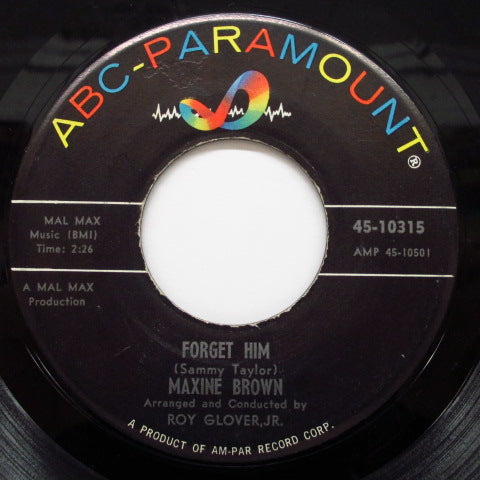 ABC-PARAMOUNT®
MAL MAX
Music (BMI)
Time: 2:26
45-10315
AMP 45-10501
A MAL MAX
Production
FORGET HIM
(Sammy Taylor)
MAXINE BROWN
Arranged and Conducted by
ROY GLOVER,JR.
A PRODUCT OF AM-PAR RECORD CORP.